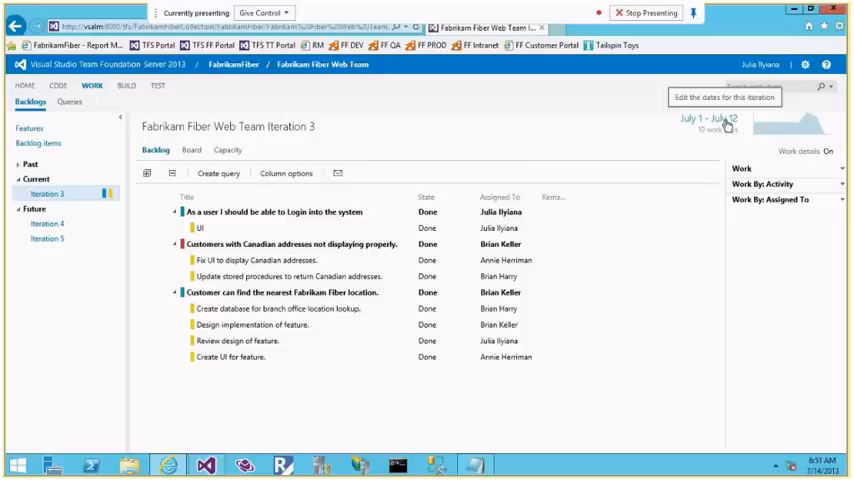 Currently presenting
Give Control
Stop Presenting
FabrikamFiber - Report M...
TFS Portal
TFS FF Portal
TFS TT Portal
RM
FF DEV
FF QA
FF PROD
FF Intranet
FF Customer Portal
Tailspin Toys
Visual Studio Team Foundation Server 2013
FabrikamFiber
Fabrikam Fiber Web Team
Julia Ilyiana
HOME
CODE
WORK
BUILD
TEST
Backlogs
Queries
Edit the dates for this iteration
Features
Backlog items
Past
Current
Iteration 3
Future
Iteration 4
Iteration 5
Fabrikam Fiber Web Team Iteration 3
July 1 - July 12
10 work
Backlog
Board
Capacity
Work details On
Create query
Column options
Work
Work By: Activity
Work By: Assigned To
Title State Assigned To Rema...
As a user I should be able to Login into the system Done Julia Ilyiana
UI Done Julia Ilyiana
Customers with Canadian addresses not displaying properly. Done Brian Keller
Fix UI to display Canadian addresses. Done Annie Herriman
Update stored procedures to return Canadian addresses. Done Brian Harry
Customer can find the nearest Fabrikam Fiber location. Done Brian Keller
Create database for branch office location lookup. Done Brian Harry
Design implementation of feature. Done Brian Keller
Review design of feature. Done Julia Ilyiana
Create UI for feature. Done Annie Herriman
6:51 AM
7/14/2013